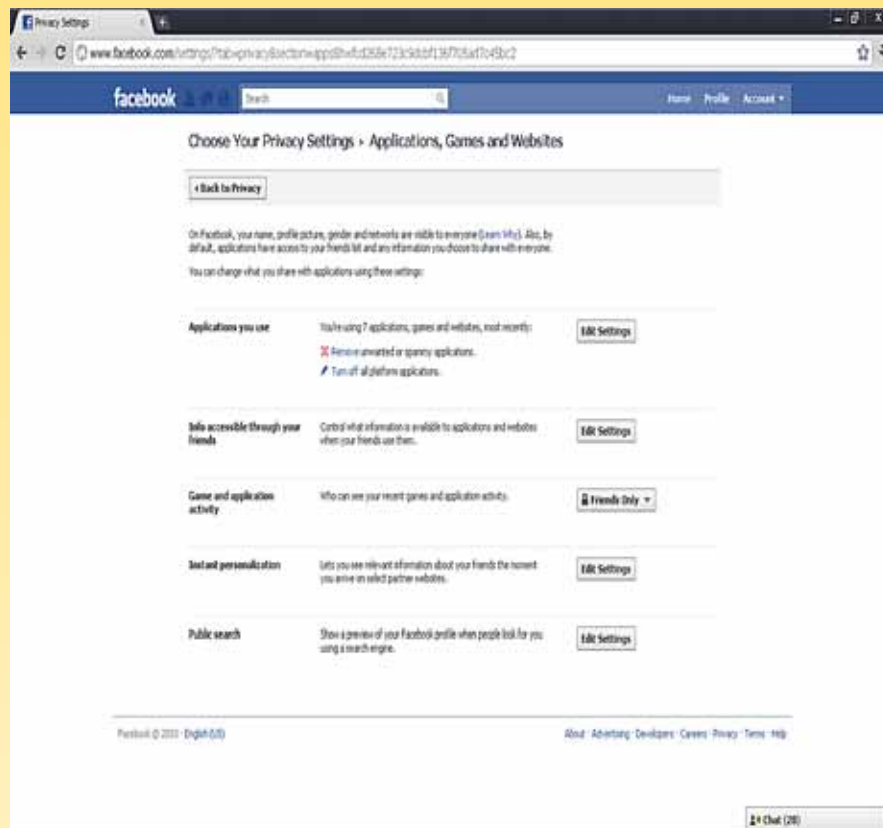 Privacy Settings
www.facebook.com/settings/?tab=privacy&section=apps
facebook Search Home Profile Account
Choose Your Privacy Settings › Applications, Games and Websites
‹ Back to Privacy
On Facebook, your name, profile picture, gender and networks are visible to everyone (Learn Why). Also, by
default, applications have access to your friends list and any information you choose to share with everyone.
You can change what you share with applications using these settings:
Applications you use You're using 7 applications, games and websites, most recently: Edit Settings
Remove unwanted or spammy applications.
Turn off all platform applications.
Info accessible through your Control what information is available to applications and websites Edit Settings
friends when your friends use them.
Game and application Who can see your recent games and application activity. Friends Only
activity
Instant personalization Lets you see relevant information about your friends the moment Edit Settings
you arrive on select partner websites.
Public search Show a preview of your Facebook profile when people look for you Edit Settings
using a search engine.
Facebook © · English (US) About · Advertising · Developers · Careers · Privacy · Terms · Help
Chat (28)